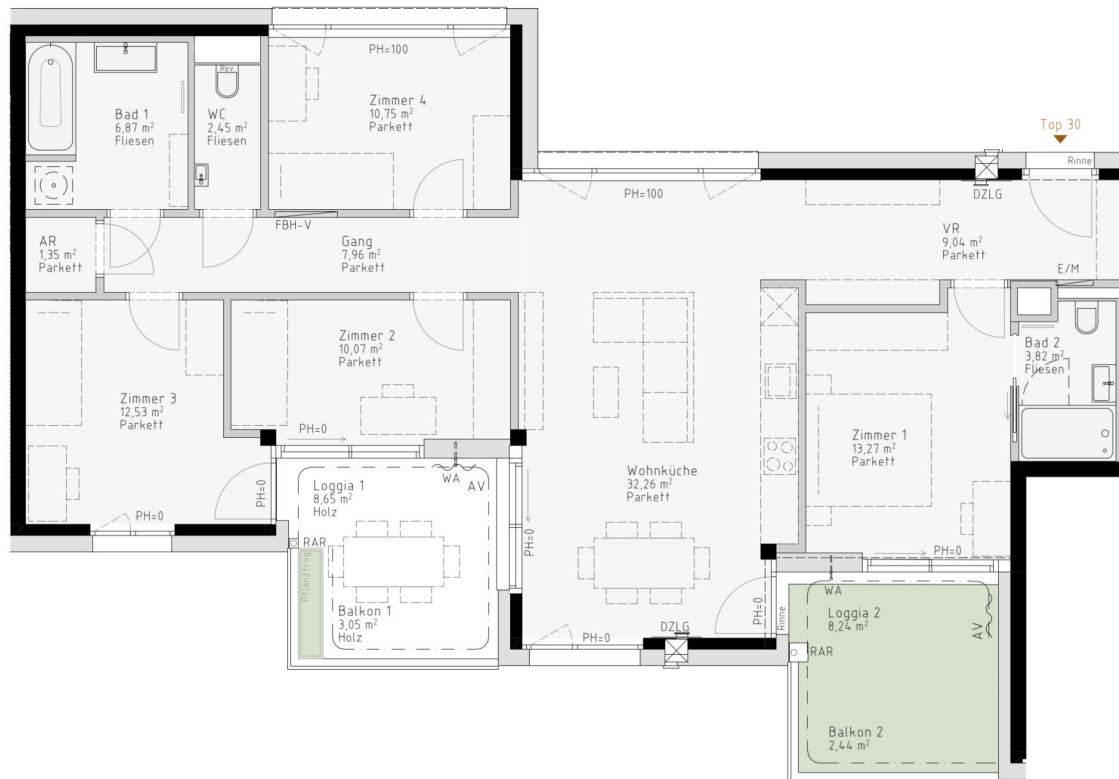 PH=100
Bad 1
6,87 m²
Fliesen
Rev.
WC
2,45 m²
Fliesen
Zimmer 4
10,75 m²
Parkett
Top 30
Rinne
PH=100
DZLG
AR
1,35 m²
Parkett
FBH-V
Gang
7,96 m²
Parkett
VR
9,04 m²
Parkett
E/M
Zimmer 3
12,53 m²
Parkett
Zimmer 2
10,07 m²
Parkett
Bad 2
3,82 m²
Fliesen
Zimmer 1
13,27 m²
Parkett
Wohnküche
32,26 m²
Parkett
PH=0
PH=0
PH=0
WA
AV
Loggia 1
8,65 m²
Holz
PH=0
RAR
Pflanztrog
Balkon 1
3,05 m²
Holz
PH=0
DZLG
PH=0
Rinne
PH=0
WA
AV
Loggia 2
8,24 m²
RAR
Balkon 2
2,44 m²